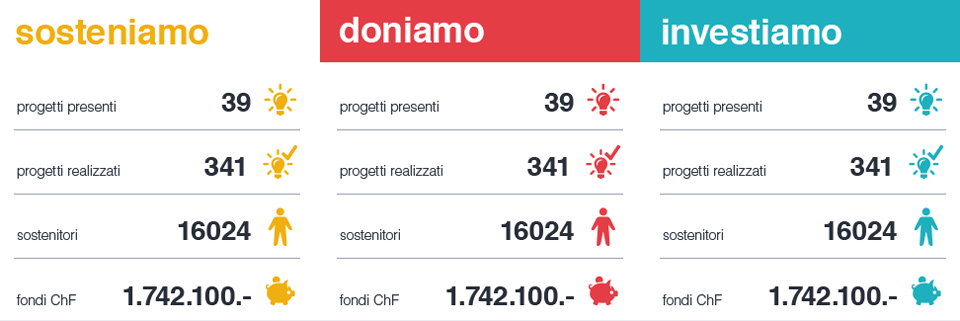 sosteniamo
progetti presenti 39
progetti realizzati 341
sostenitori 16024
fondi ChF 1.742.100.-
doniamo
progetti presenti 39
progetti realizzati 341
sostenitori 16024
fondi ChF 1.742.100.-
investiamo
progetti presenti 39
progetti realizzati 341
sostenitori 16024
fondi ChF 1.742.100.-